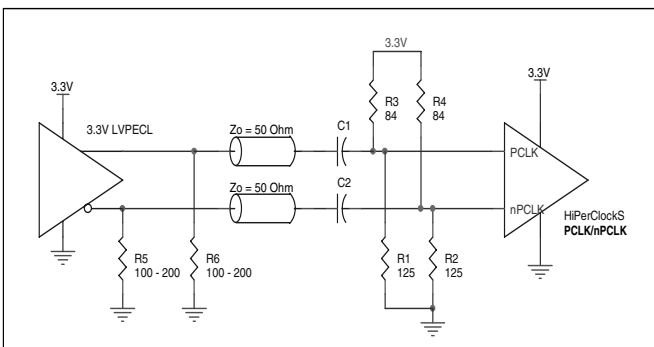 3.3V
3.3V
3.3V
3.3V LVPECL
R3
84
R4
84
Zo = 50 Ohm
C1
PCLK
Zo = 50 Ohm
C2
nPCLK
HiPerClockS
PCLK/nPCLK
R5
100 - 200
R6
100 - 200
R1
125
R2
125